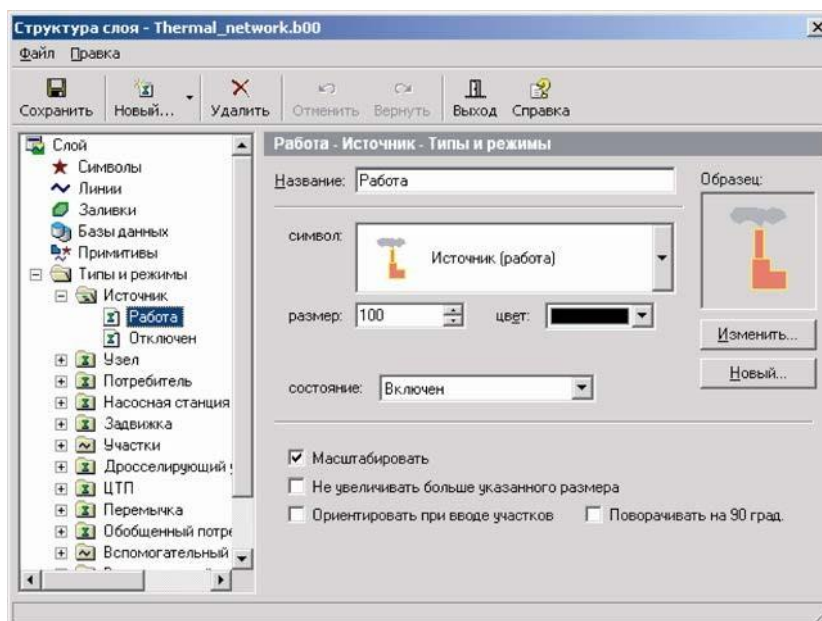 Структура слоя - Thermal_network.b00
Файл Правка
Сохранить Новый... Удалить Отменить Вернуть Выход Справка
Слой
Символы
Линии
Заливки
Базы данных
Примитивы
Типы и режимы
Источник
Работа
Отключен
Узел
Потребитель
Насосная станция
Задвижка
Участки
Дросселирующий
ЦТП
Перемычка
Обобщенный потре
Вспомогательный
Работа - Источник - Типы и режимы
Название: Работа
Образец:
символ: Источник (работа)
размер: 100 цвет:
Изменить...
Новый...
состояние: Включен
Масштабировать
Не увеличивать больше указанного размера
Ориентировать при вводе участков Поворачивать на 90 град.